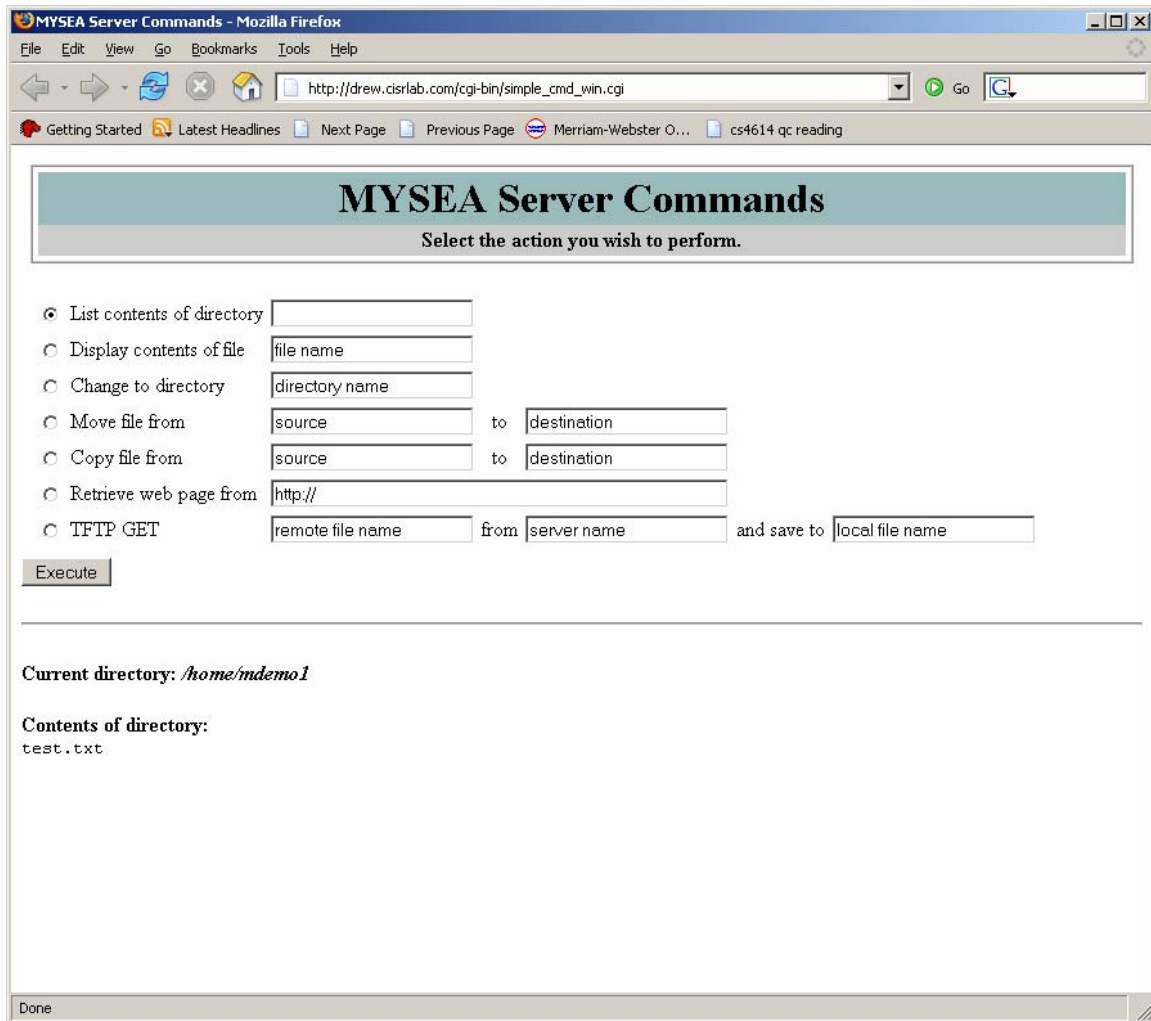 MYSEA Server Commands - Mozilla Firefox
File Edit View Go Bookmarks Tools Help
http://drew.cisrlab.com/cgi-bin/simple_cmd_win.cgi Go G
Getting Started Latest Headlines Next Page Previous Page Merriam-Webster O... cs4614 qc reading
MYSEA Server Commands
Select the action you wish to perform.
List contents of directory
Display contents of file file name
Change to directory directory name
Move file from source to destination
Copy file from source to destination
Retrieve web page from http://
TFTP GET remote file name from server name and save to local file name
Execute
Current directory: /home/mdemo1
Contents of directory:
test.txt
Done